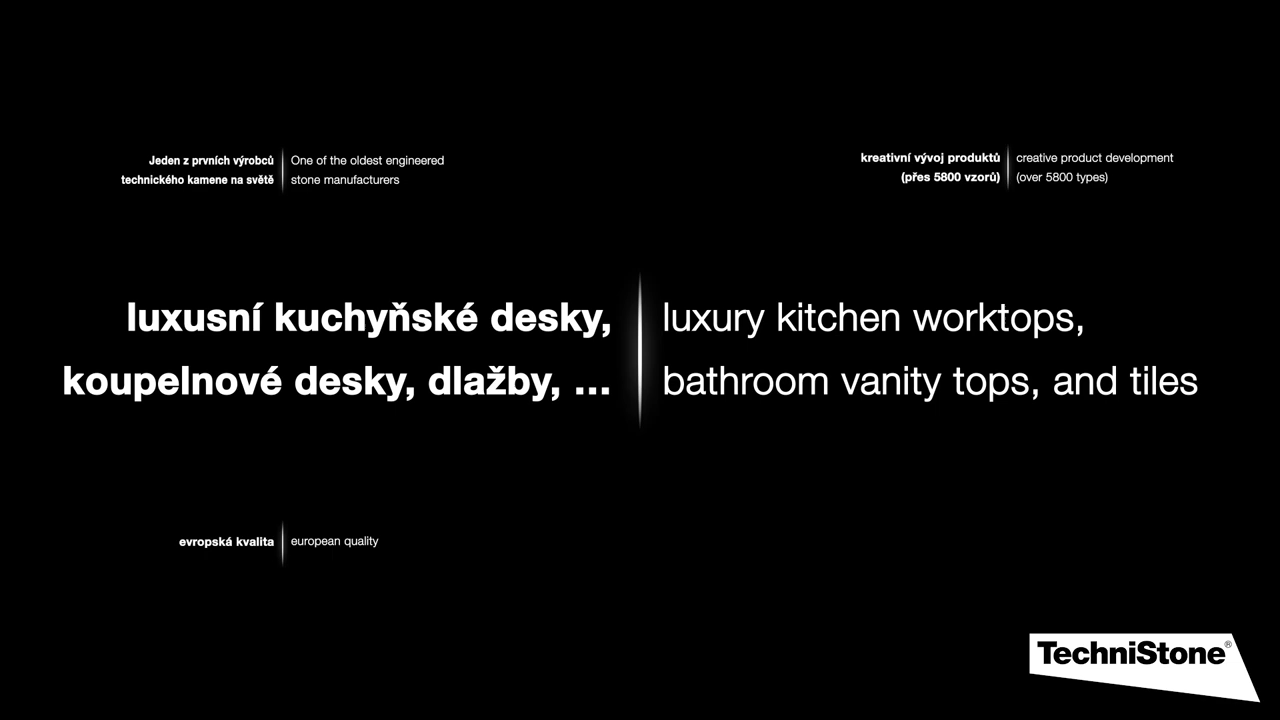 Jeden z prvních výrobců
technického kamene na světě
One of the oldest engineered
stone manufacturers
kreativní vývoj produktů
(přes 5800 vzorů)
creative product development
(over 5800 types)
luxusní kuchyňské desky,
koupelnové desky, dlažby, ...
luxury kitchen worktops,
bathroom vanity tops, and tiles
evropská kvalita
european quality
TechniStone®